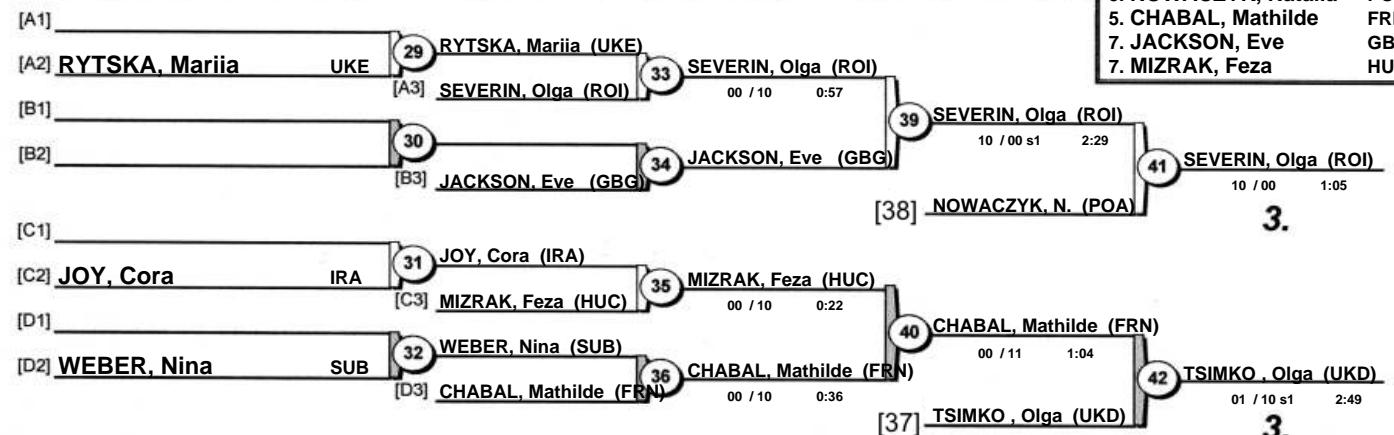 5. CHABAL, Mathilde
7. JACKSON, Eve
7. MIZRAK, Feza
[A1]
[A2] RYTSKA, Mariia UKE
29
RYTSKA, Mariia (UKE)
[A3] SEVERIN, Olga (ROI)
33
SEVERIN, Olga (ROI)
00 / 10 0:57
[B1]
[B2]
30
[B3] JACKSON, Eve (GBG)
34
JACKSON, Eve (GBG)
39
SEVERIN, Olga (ROI)
10 / 00 s1 2:29
[38] NOWACZYK, N. (POA)
41
SEVERIN, Olga (ROI)
10 / 00 1:05
3.
[C1]
[C2] JOY, Cora IRA
31
JOY, Cora (IRA)
[C3] MIZRAK, Feza (HUC)
35
MIZRAK, Feza (HUC)
00 / 10 0:22
[D1]
[D2] WEBER, Nina SUB
32
WEBER, Nina (SUB)
[D3] CHABAL, Mathilde (FRN)
36
CHABAL, Mathilde (FRN)
00 / 10 0:36
40
CHABAL, Mathilde (FRN)
00 / 11 1:04
[37] TSIMKO , Olga (UKD)
42
TSIMKO , Olga (UKD)
01 / 10 s1 2:49
3.